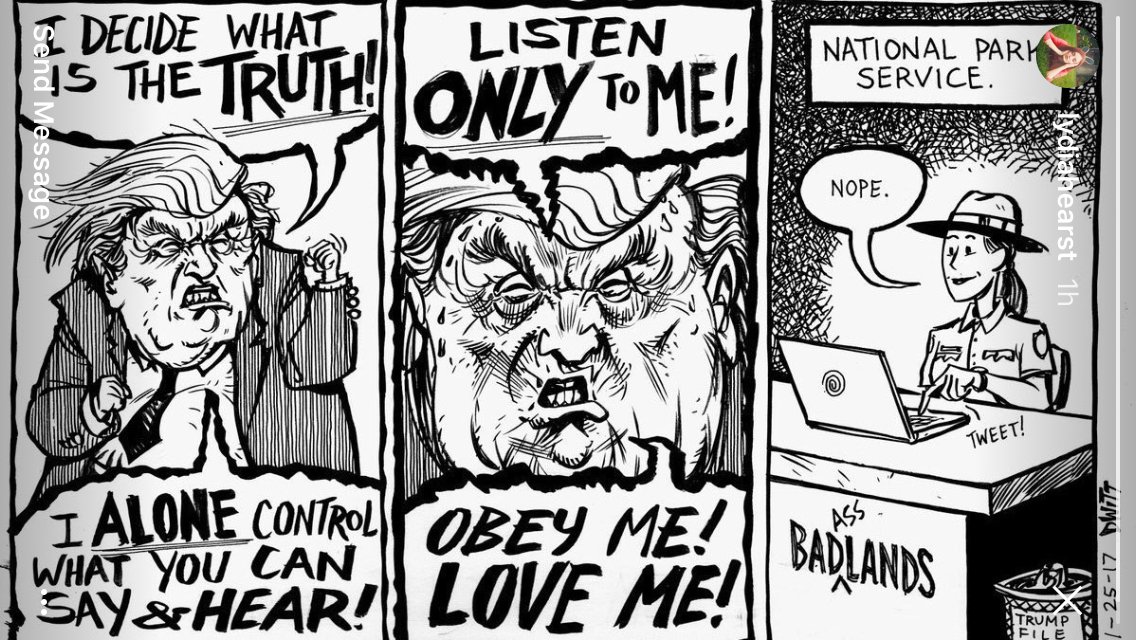 I DECIDE WHAT
IS THE TRUTH!
I ALONE CONTROL
WHAT YOU CAN
SAY & HEAR!
LISTEN
ONLY TO ME!
OBEY ME!
LOVE ME!
NATIONAL PARK
SERVICE.
NOPE.
TWEET!
ASS
BADLANDS
TRUMP
FILE
1-25-17 DWITT
Send Message
lydiahearst 1h